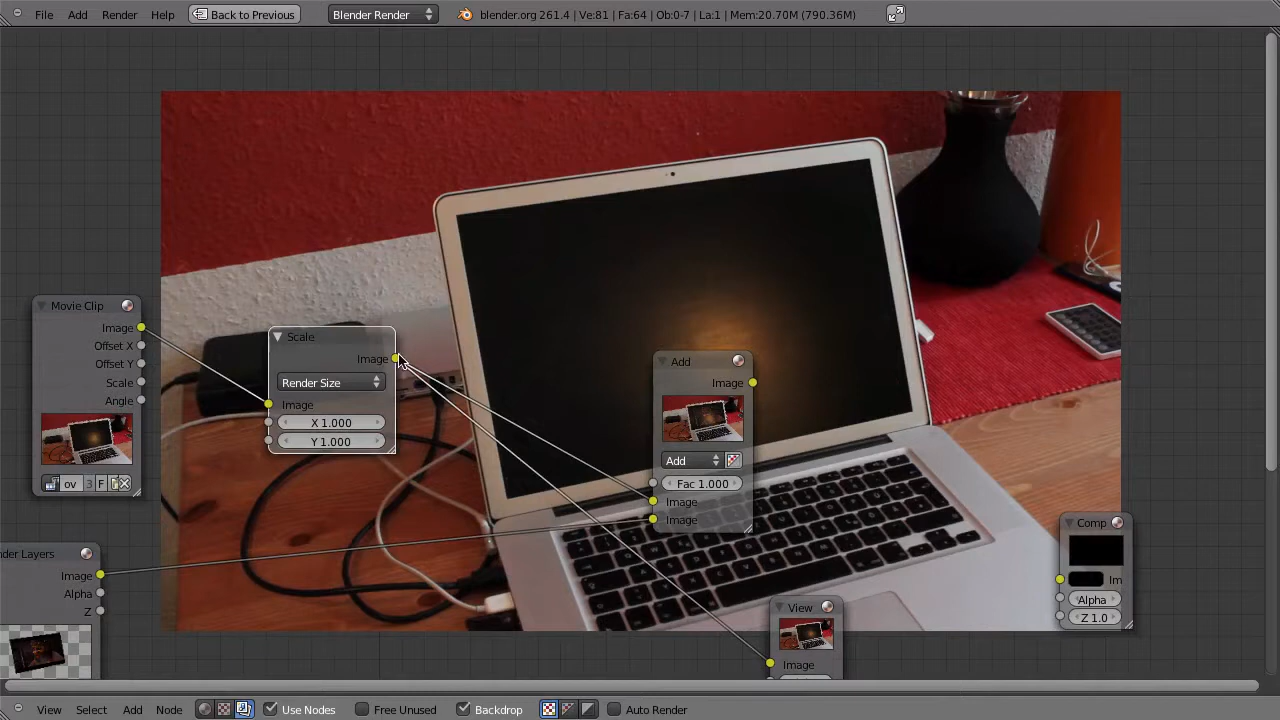 File Add Render Help Back to Previous Blender Render blender.org 261.4 | Ve:81 | Fa:64 | Ob:0-7 | La:1 | Mem:20.70M (790.36M)
Movie Clip
Image
Offset X
Offset Y
Scale
Angle
ov 3 F
Scale
Image
Render Size
Image
X 1.000
Y 1.000
Add
Image
Add
Fac 1.000
Image
Image
nder Layers
Image
Alpha
Z
Comp
Im
Alpha
Z 1.0
View
Image
View Select Add Node Use Nodes Free Unused Backdrop Auto Render